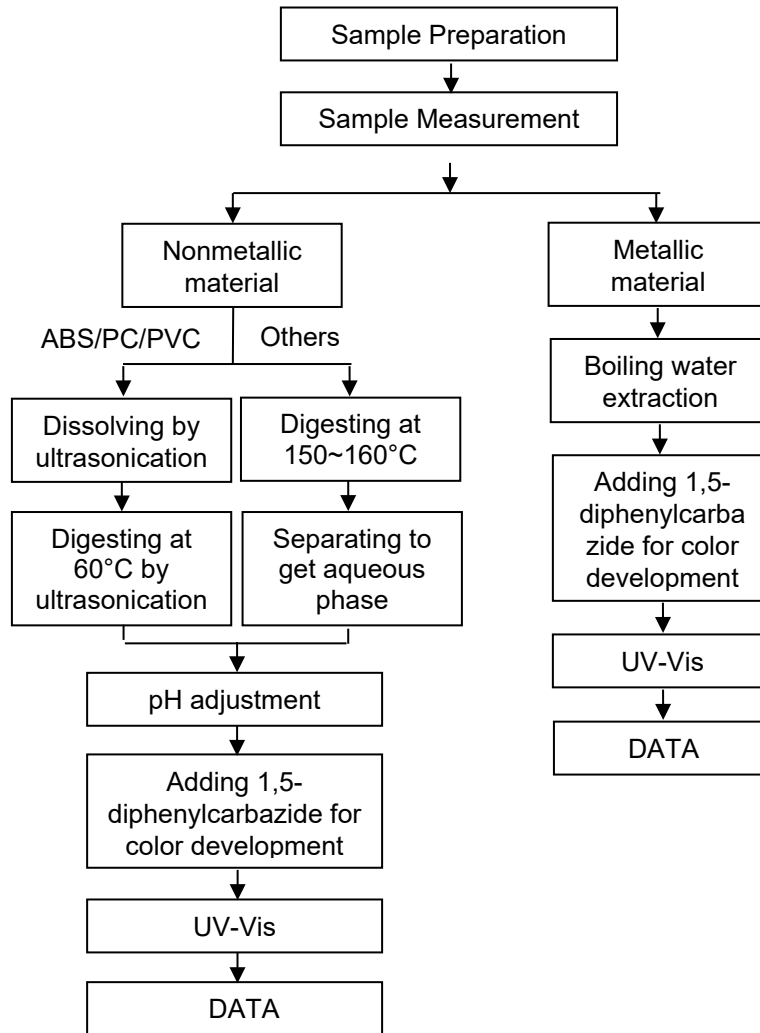 Sample Preparation
Sample Measurement
Nonmetallic
material
ABS/PC/PVC
Others
Dissolving by
ultrasonication
Digesting at
150~160°C
Digesting at
60°C by
ultrasonication
Separating to
get aqueous
phase
pH adjustment
Adding 1,5-
diphenylcarbazide for
color development
UV-Vis
DATA
Metallic
material
Boiling water
extraction
Adding 1,5-
diphenylcarba
zide for color
development
UV-Vis
DATA